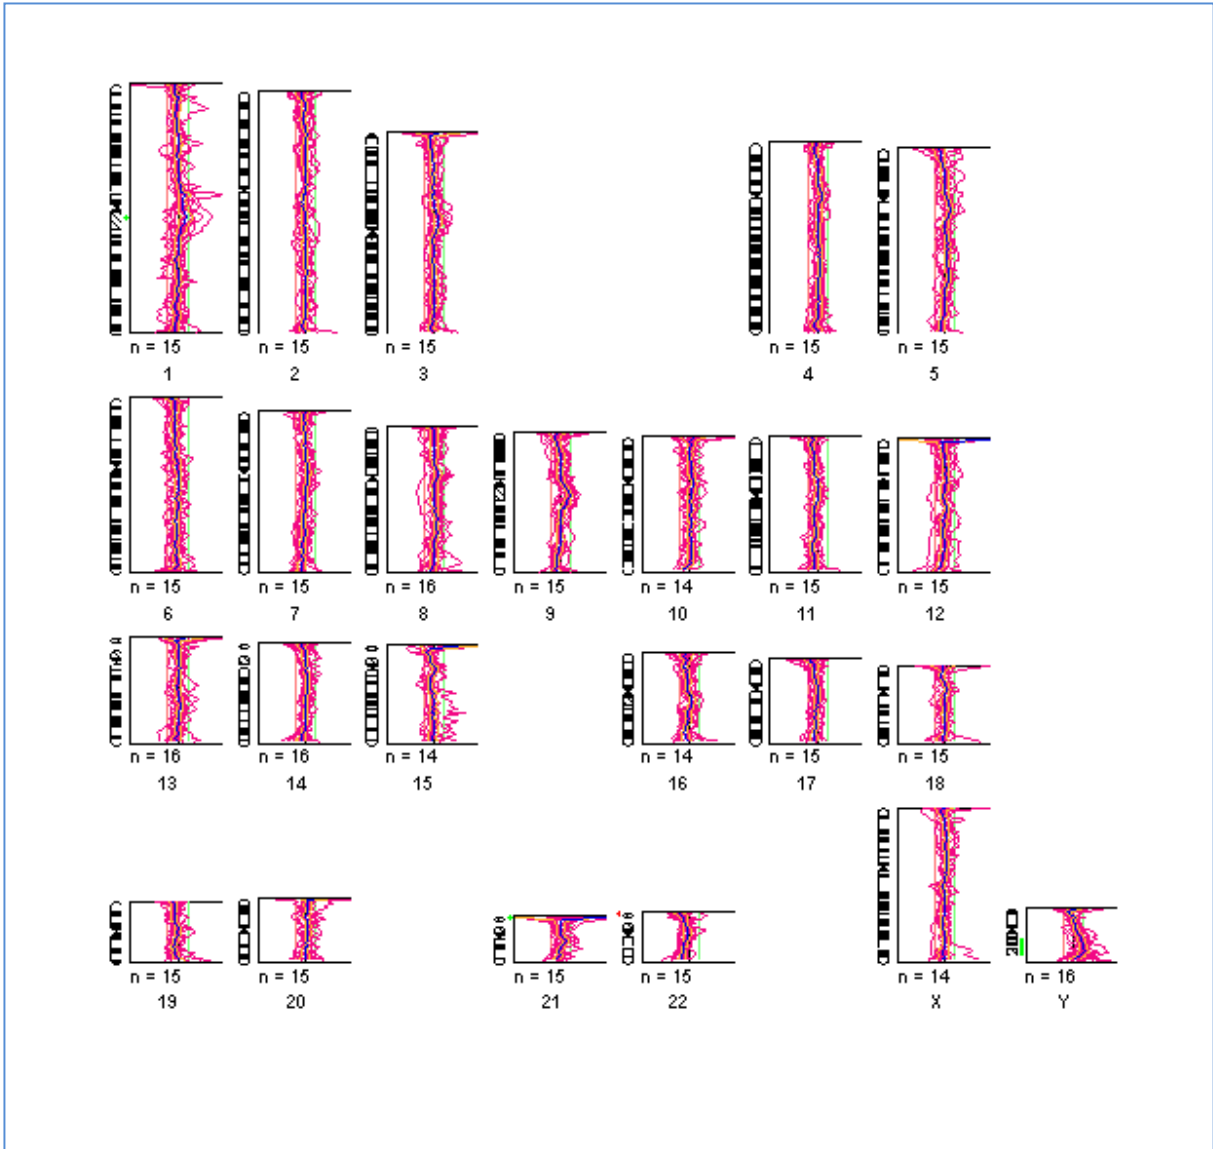 n = 15 n = 15 n = 15 n = 15 n = 15
1 2 3 4 5
n = 15 n = 15 n = 16 n = 15 n = 14 n = 15 n = 15
6 7 8 9 10 11 12
n = 16 n = 16 n = 14 n = 14 n = 15 n = 15
13 14 15 16 17 18
n = 15 n = 15 n = 15 n = 15 n = 14 n = 16
19 20 21 22 X Y